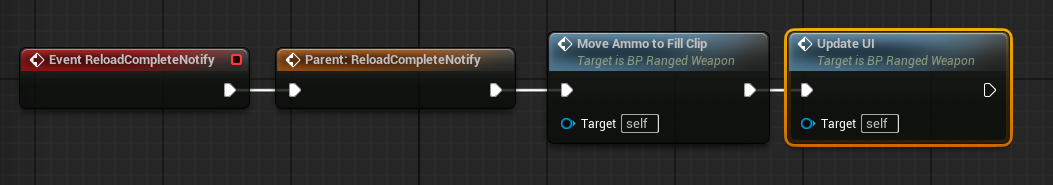 Event ReloadCompleteNotify
Parent: ReloadCompleteNotify
Move Ammo to Fill Clip
Target is BP Ranged Weapon
Target self
Update UI
Target is BP Ranged Weapon
Target self